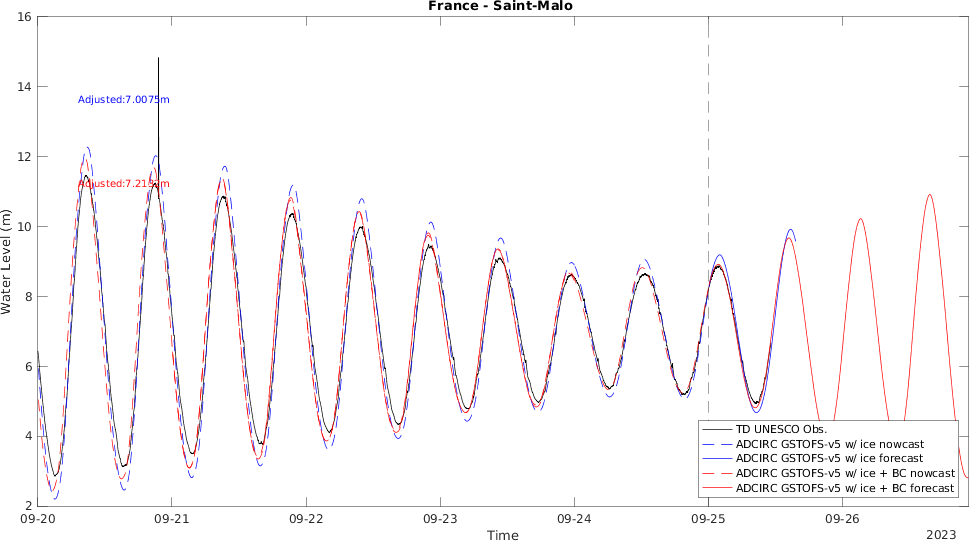 France - Saint-Malo
Water Level (m)
16
14
12
10
8
6
4
2
Adjusted:7.0075m
09-20
09-21
09-22
09-23
09-24
09-25
09-26
Time
2023
TD UNESCO Obs.
ADCIRC GSTOFS-v5 w/ ice nowcast
ADCIRC GSTOFS-v5 w/ ice forecast
ADCIRC GSTOFS-v5 w/ ice + BC nowcast
ADCIRC GSTOFS-v5 w/ ice + BC forecast